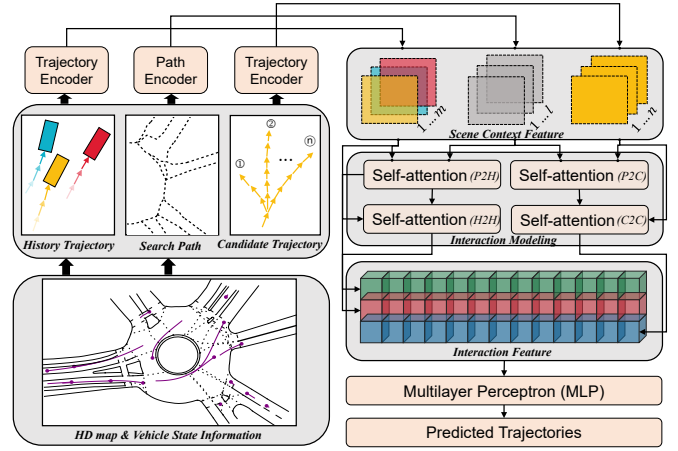 Trajectory
Encoder
Path
Encoder
Trajectory
Encoder
1 ... m
1 ... l
1 ... n
Scene Context Feature
①
②
...
ⓝ
History Trajectory
Search Path
Candidate Trajectory
Self-attention (P2H)
Self-attention (P2C)
Self-attention (H2H)
Self-attention (C2C)
Interaction Modeling
Interaction Feature
HD map & Vehicle State Information
Multilayer Perceptron (MLP)
Predicted Trajectories